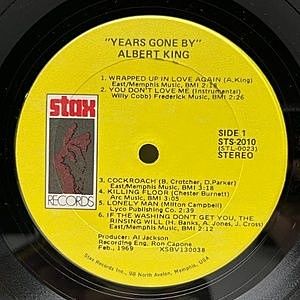 "YEARS GONE BY"
ALBERT KING
1. WRAPPED UP IN LOVE AGAIN (A.King)
East/Memphis Music, BMI 2:18
2. YOU DON'T LOVE ME (Instrumental)
Willy Cobb) Frederick Music, BMI 2:26
stax
RECORDS
SIDE 1
STS-2010
(STL-0023)
STEREO
3. COCKROACH (B. Crotcher, D.Parker)
East/Memphis Music, BMI 3:18
4. KILLING FLOOR (Chester Burnett)
Arc Music, BMI 3:05
5. LONELY MAN (Milton Campbell)
Lyco Publishing Co. 2:39
6. IF THE WASHING DON'T GET YOU, THE
RINSING WILL (H. Banks, A. Jones, J. Cross)
East/Memphis Music, BMI 2:12
Producer: Al Jackson
Recording Eng. Ron Capone
Feb, 1969 XSBV130038
Stax Records Inc., 98 North Avalon, Memphis, USA